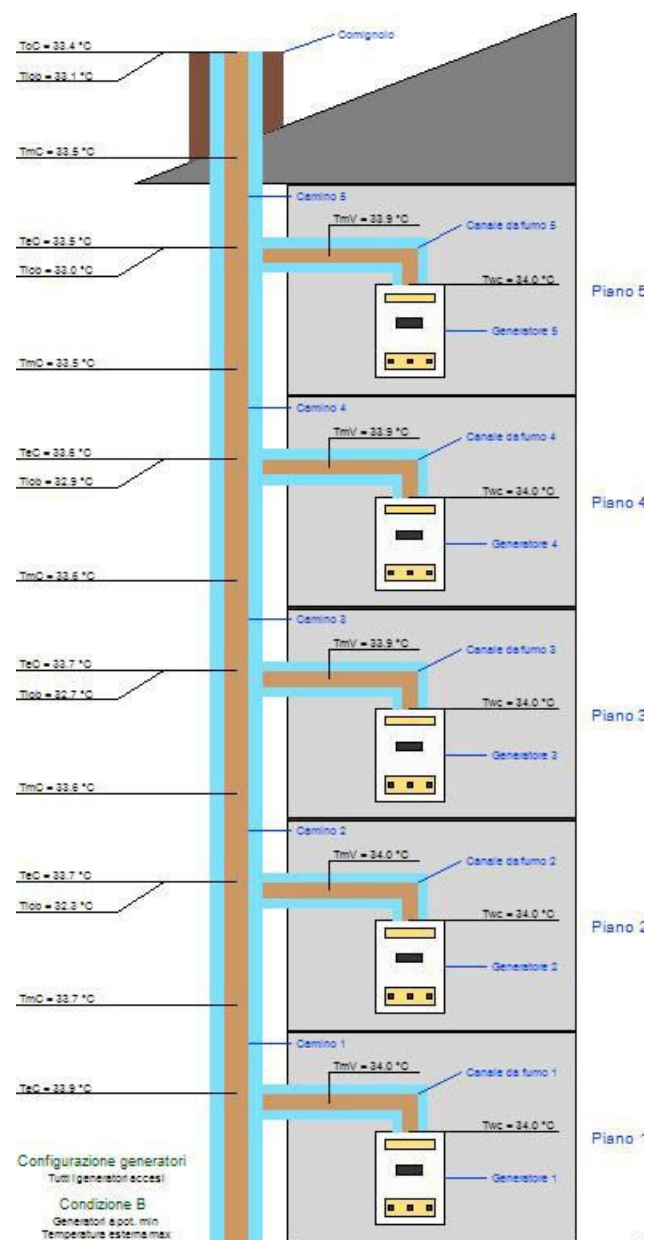 ToC = 33.4 °C
Comignolo
Tiob = 33.1 °C
TmC = 33.5 °C
Camino 5
TmV = 33.9 °C
Canale da fumo 5
TeC = 33.5 °C
Tiob = 33.0 °C
Twc = 34.0 °C
Piano 5
Generatore 5
TmC = 33.5 °C
Camino 4
TmV = 33.9 °C
Canale da fumo 4
TeC = 33.6 °C
Tiob = 32.9 °C
Twc = 34.0 °C
Piano 4
Generatore 4
TmC = 33.6 °C
Camino 3
TmV = 33.9 °C
Canale da fumo 3
TeC = 33.7 °C
Tiob = 32.7 °C
Twc = 34.0 °C
Piano 3
Generatore 3
TmC = 33.6 °C
Camino 2
TmV = 34.0 °C
Canale da fumo 2
TeC = 33.7 °C
Tiob = 32.3 °C
Twc = 34.0 °C
Piano 2
Generatore 2
TmC = 33.7 °C
Camino 1
TmV = 34.0 °C
Canale da fumo 1
TeC = 33.9 °C
Twc = 34.0 °C
Piano 1
Generatore 1
Configurazione generatori
Tutti i generatori accesi
Condizione B
Generatori a pot. min
Temperatura esterna max